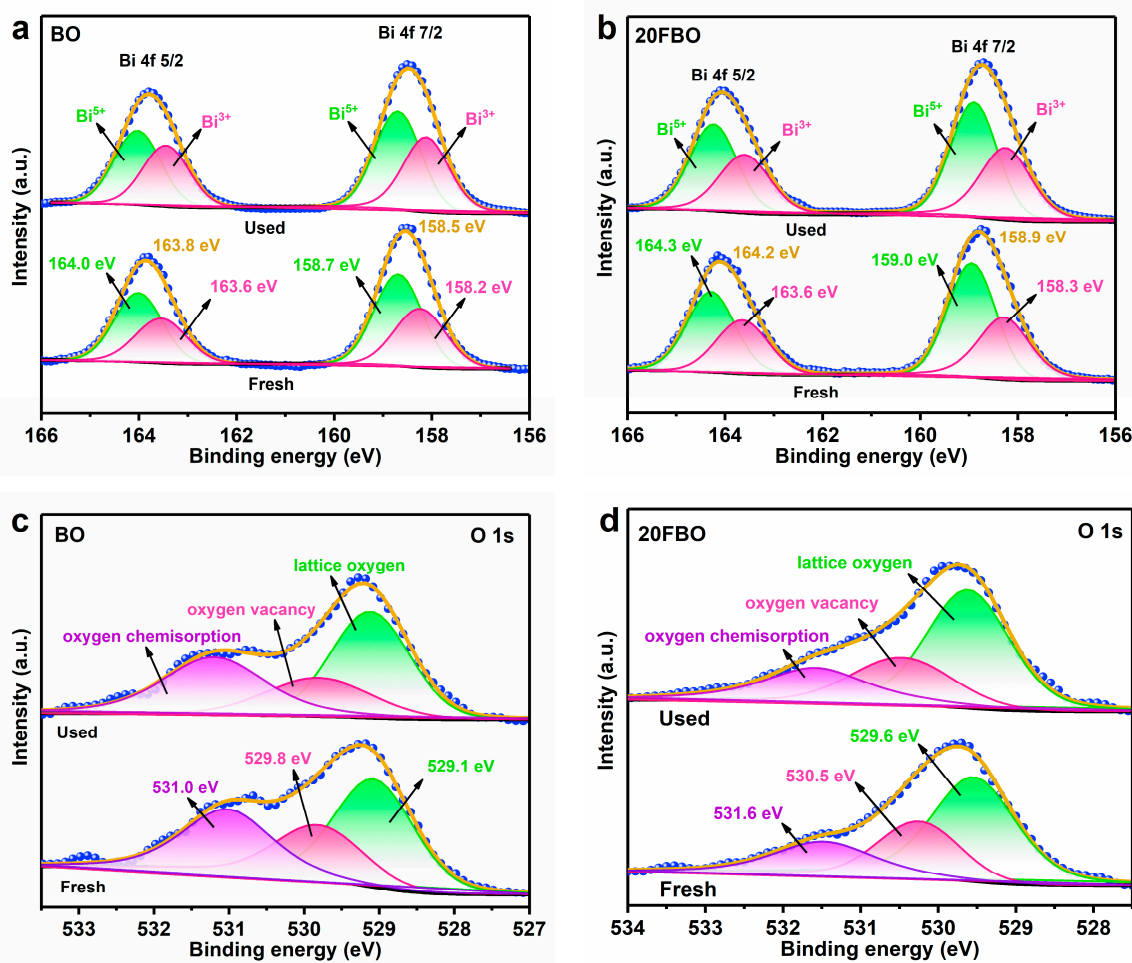 a BO
Bi 4f 5/2
Bi 4f 7/2
Bi5+
Bi3+
Bi5+
Bi3+
Used
164.0 eV
163.8 eV
163.6 eV
158.7 eV
158.5 eV
158.2 eV
Fresh
166 164 162 160 158 156
Binding energy (eV)
Intensity (a.u.)
b 20FBO
Bi 4f 5/2
Bi 4f 7/2
Bi5+
Bi3+
Bi5+
Bi3+
Used
164.3 eV
164.2 eV
163.6 eV
159.0 eV
158.9 eV
158.3 eV
Fresh
166 164 162 160 158 156
Binding energy (eV)
Intensity (a.u.)
c BO
O 1s
lattice oxygen
oxygen vacancy
oxygen chemisorption
Used
531.0 eV
529.8 eV
529.1 eV
Fresh
533 532 531 530 529 528 527
Binding energy (eV)
Intensity (a.u.)
d 20FBO
O 1s
lattice oxygen
oxygen vacancy
oxygen chemisorption
Used
529.6 eV
530.5 eV
531.6 eV
Fresh
534 533 532 531 530 529 528
Binding energy (eV)
Intensity (a.u.)